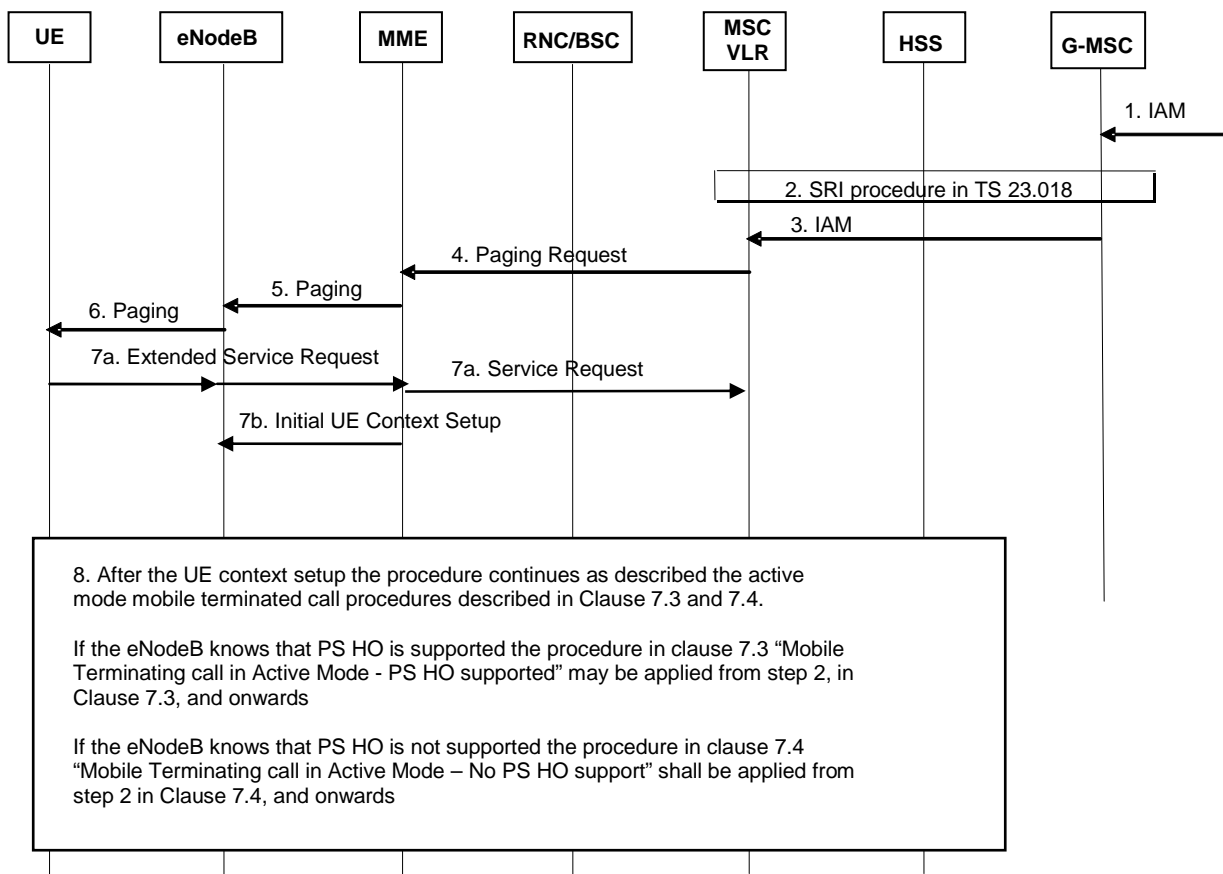 UE
eNodeB
MME
RNC/BSC
MSC
VLR
HSS
G-MSC
1. IAM
2. SRI procedure in TS 23.018
3. IAM
4. Paging Request
5. Paging
6. Paging
7a. Extended Service Request
7a. Service Request
7b. Initial UE Context Setup
8. After the UE context setup the procedure continues as described the active
mode mobile terminated call procedures described in Clause 7.3 and 7.4.
If the eNodeB knows that PS HO is supported the procedure in clause 7.3 “Mobile
Terminating call in Active Mode - PS HO supported” may be applied from step 2, in
Clause 7.3, and onwards
If the eNodeB knows that PS HO is not supported the procedure in clause 7.4
“Mobile Terminating call in Active Mode – No PS HO support” shall be applied from
step 2 in Clause 7.4, and onwards